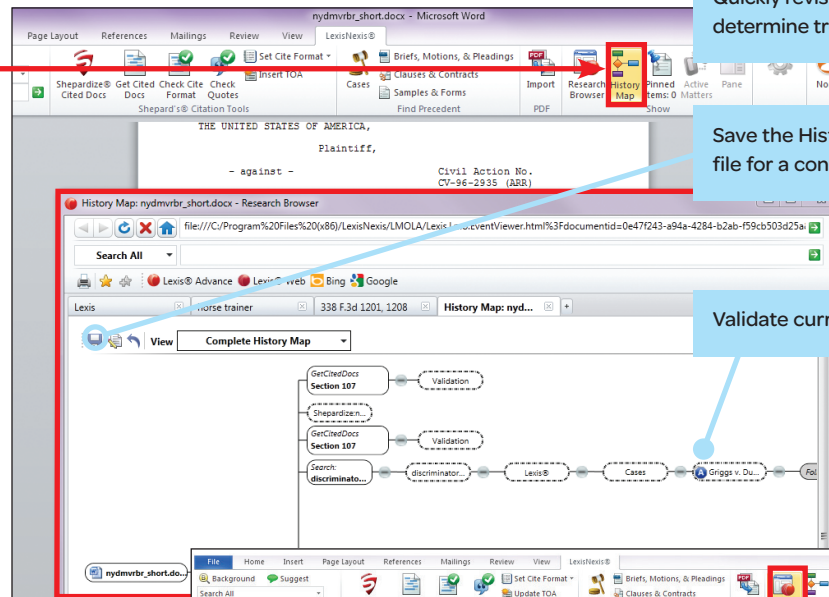 nydmvrbr_short.docx - Microsoft Word
Quickly revis
determine tr
Page Layout References Mailings Review View LexisNexis®
Shepardize® Cited Docs Get Cited Docs Check Cite Format Check Quotes Set Cite Format Insert TOA
Cases Briefs, Motions, & Pleadings Clauses & Contracts Samples & Forms
Import Research Browser History Map Pinned Items: 0 Active Matters Pane No
Shepard's® Citation Tools Find Precedent PDF Show
THE UNITED STATES OF AMERICA,
Plaintiff,
- against - Civil Action No.
CV-96-2935 (ARR)
Save the His
file for a con
History Map: nydmvrbr_short.docx - Research Browser
Search All
Lexis® Advance Lexis® Web Bing Google
Lexis horse trainer 338 F.3d 1201, 1208 History Map: nyd... +
View Complete History Map
Validate curr
GetCitedDocs
Section 107 Validation
Shepardize:n...
GetCitedDocs
Section 107 Validation
Search:
discriminato... discriminator... Lexis® Cases A Griggs v. Du... Fol
nydmvrbr_short.do...
File Home Insert Page Layout References Mailings Review View LexisNexis®
Background Suggest Set Cite Format Briefs, Motions, & Pleadings
Search All Update TOA Clauses & Contracts
PDF